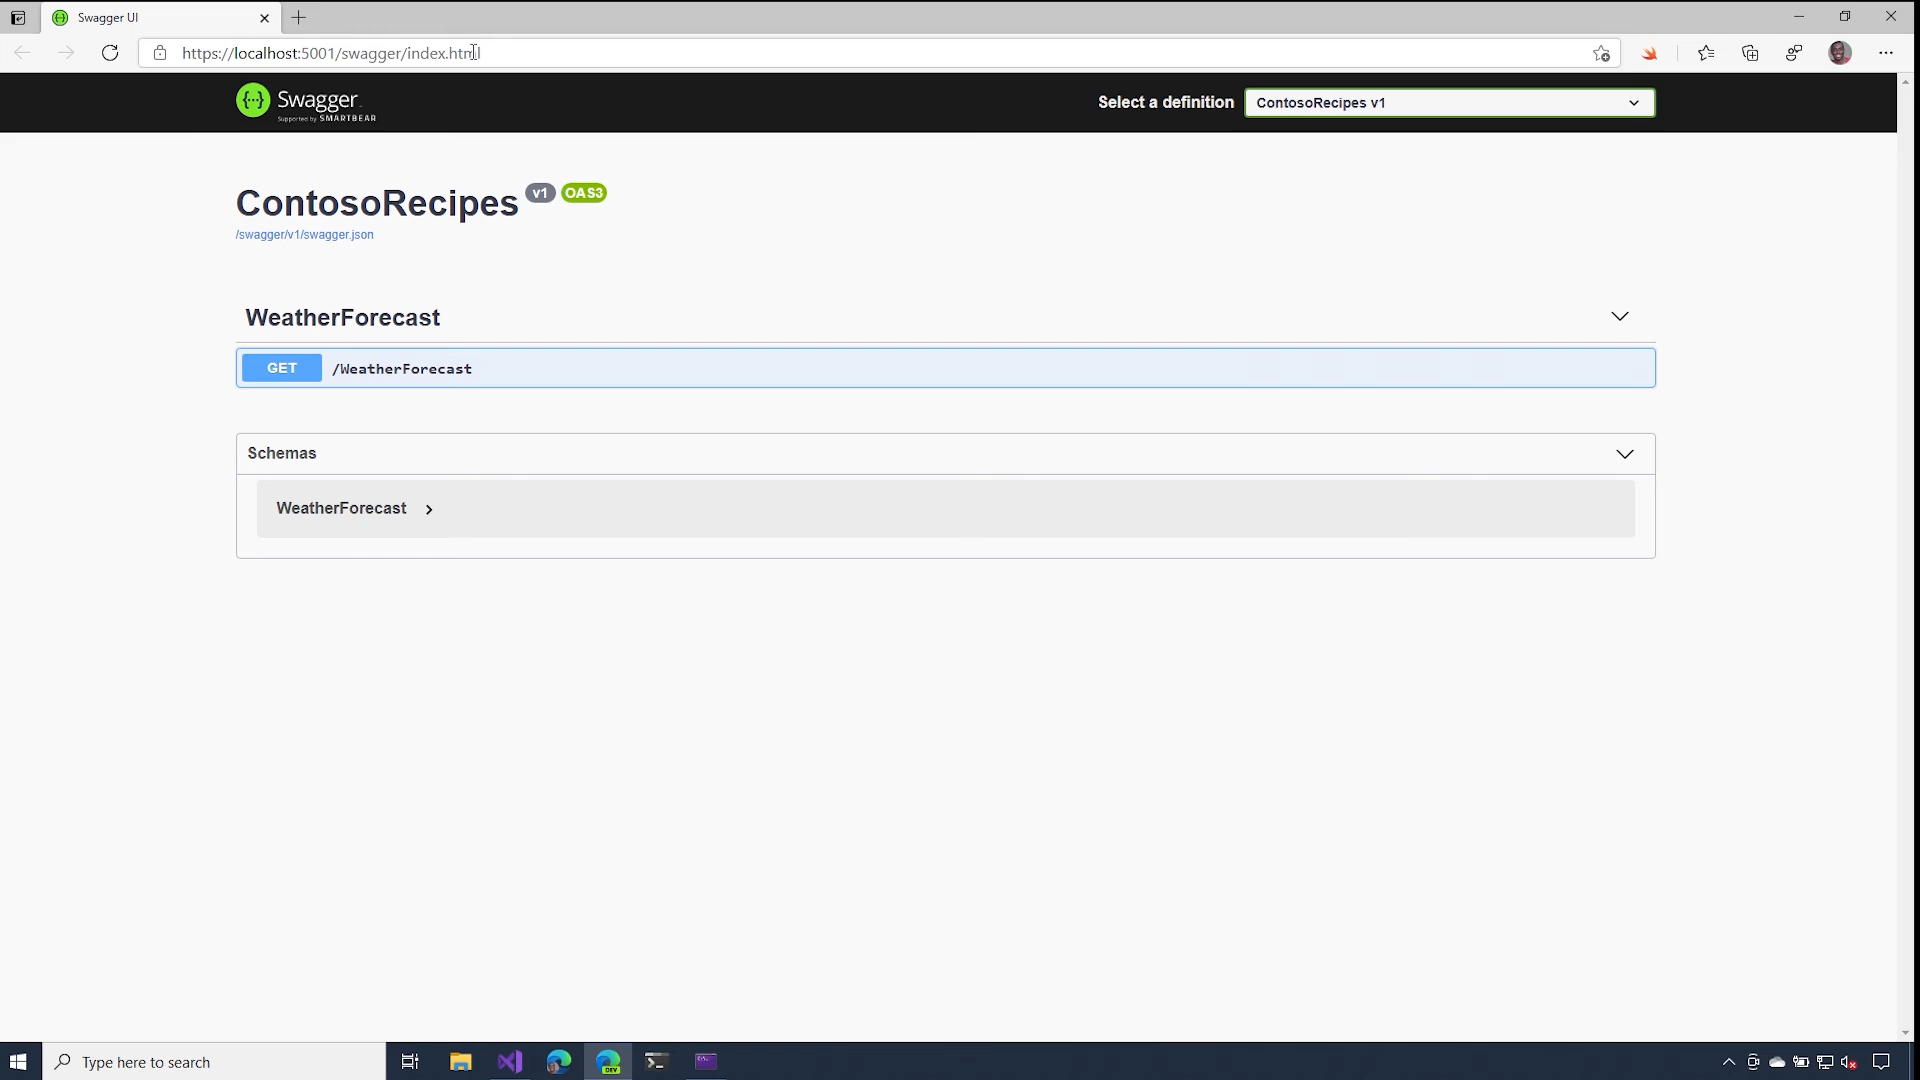 Swagger UI
https://localhost:5001/swagger/index.html
Swagger
Supported by SMARTBEAR
Select a definition
ContosoRecipes v1
ContosoRecipes v1 OAS3
/swagger/v1/swagger.json
WeatherForecast
GET /WeatherForecast
Schemas
WeatherForecast
Type here to search
DEV